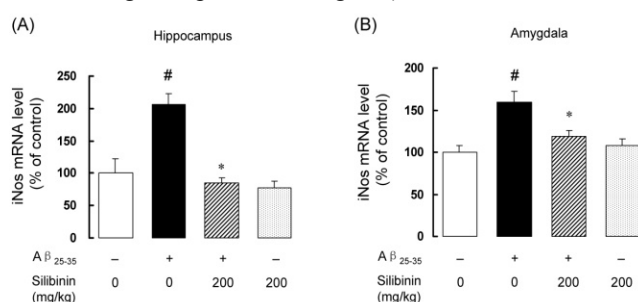 (A)
Hippocampus
iNos mRNA level
(% of control)
250
200
150
100
50
0
#
*
A β 25-35 – + + –
Silibinin 0 0 200 200
(mg/kg)
(B)
Amygdala
iNos mRNA level
(% of control)
200
150
100
50
0
#
*
A β 25-35 – + + –
Silibinin 0 0 200 200
(mg/kg)